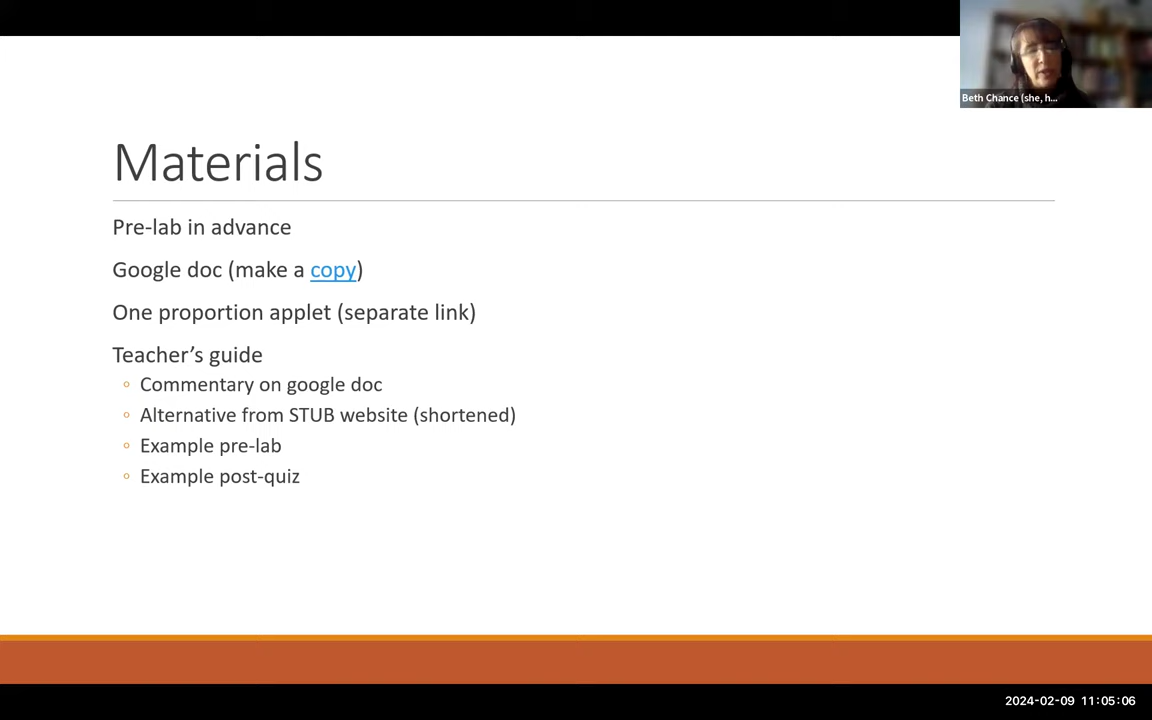 Beth Chance (she, h...
Materials
Pre-lab in advance
Google doc (make a copy)
One proportion applet (separate link)
Teacher’s guide
Commentary on google doc
Alternative from STUB website (shortened)
Example pre-lab
Example post-quiz
2024-02-09 11:05:06